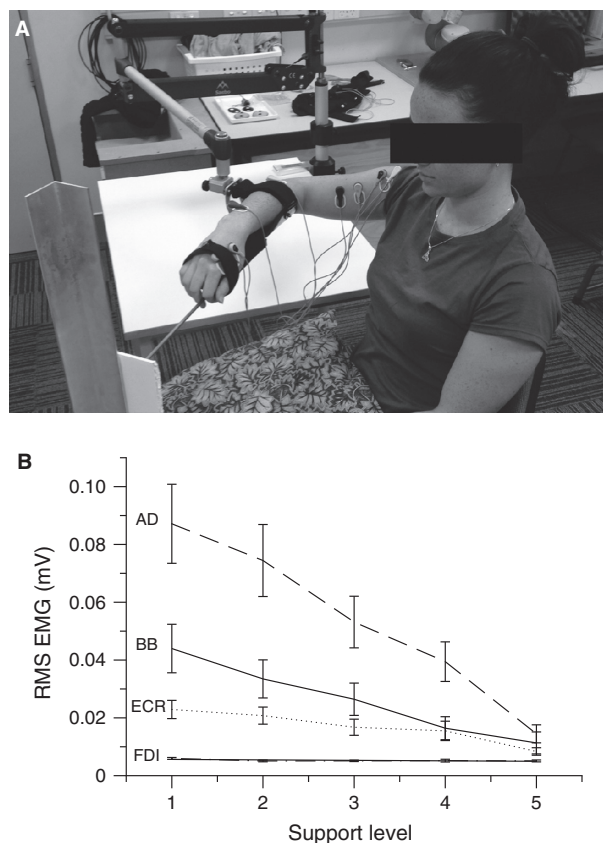 A
B
RMS EMG (mV)
0.10
0.08
0.06
0.04
0.02
0
AD
BB
ECR
FDI
1 2 3 4 5
Support level